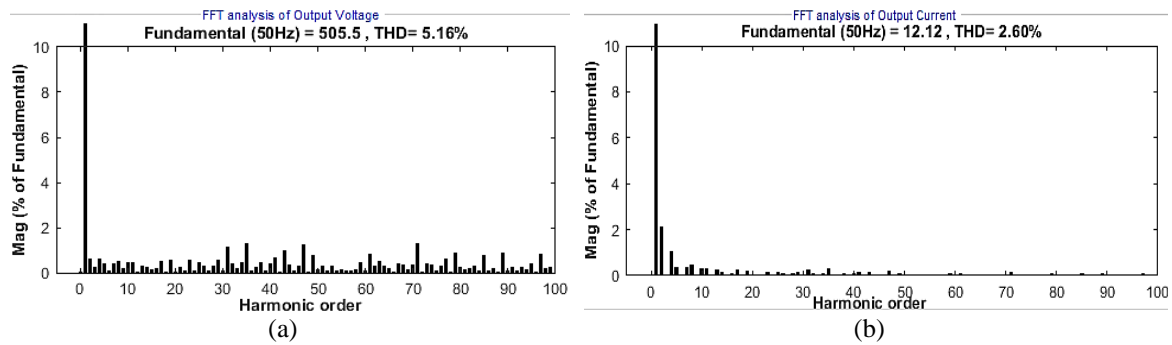 FFT analysis of Output Voltage
Fundamental (50Hz) = 505.5 , THD= 5.16%
Mag (% of Fundamental)
10
8
6
4
2
0
0 10 20 30 40 50 60 70 80 90 100
Harmonic order
(a)
FFT analysis of Output Current
Fundamental (50Hz) = 12.12 , THD= 2.60%
Mag (% of Fundamental)
10
8
6
4
2
0
0 10 20 30 40 50 60 70 80 90 100
Harmonic order
(b)